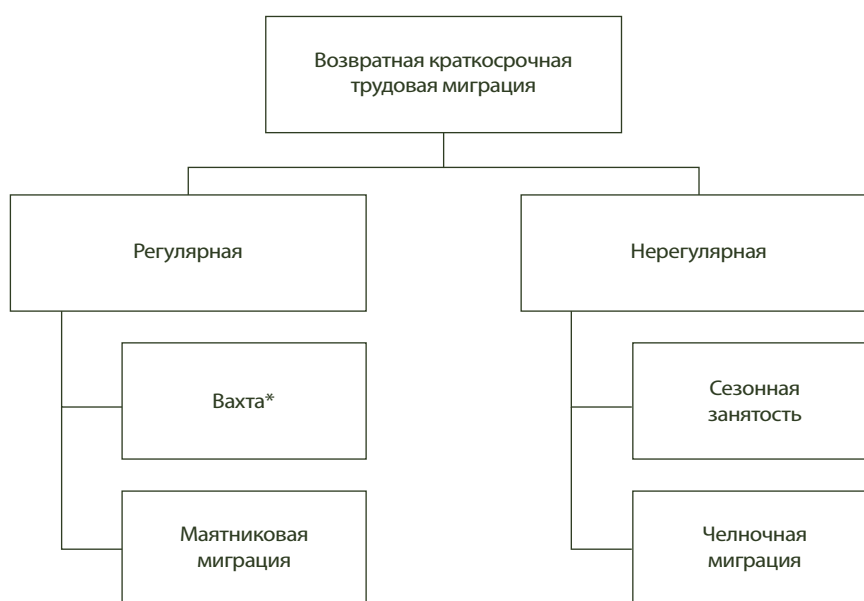 Возвратная краткосрочная
трудовая миграция
Регулярная
Нерегулярная
Вахта*
Сезонная
занятость
Маятниковая
миграция
Челночная
миграция